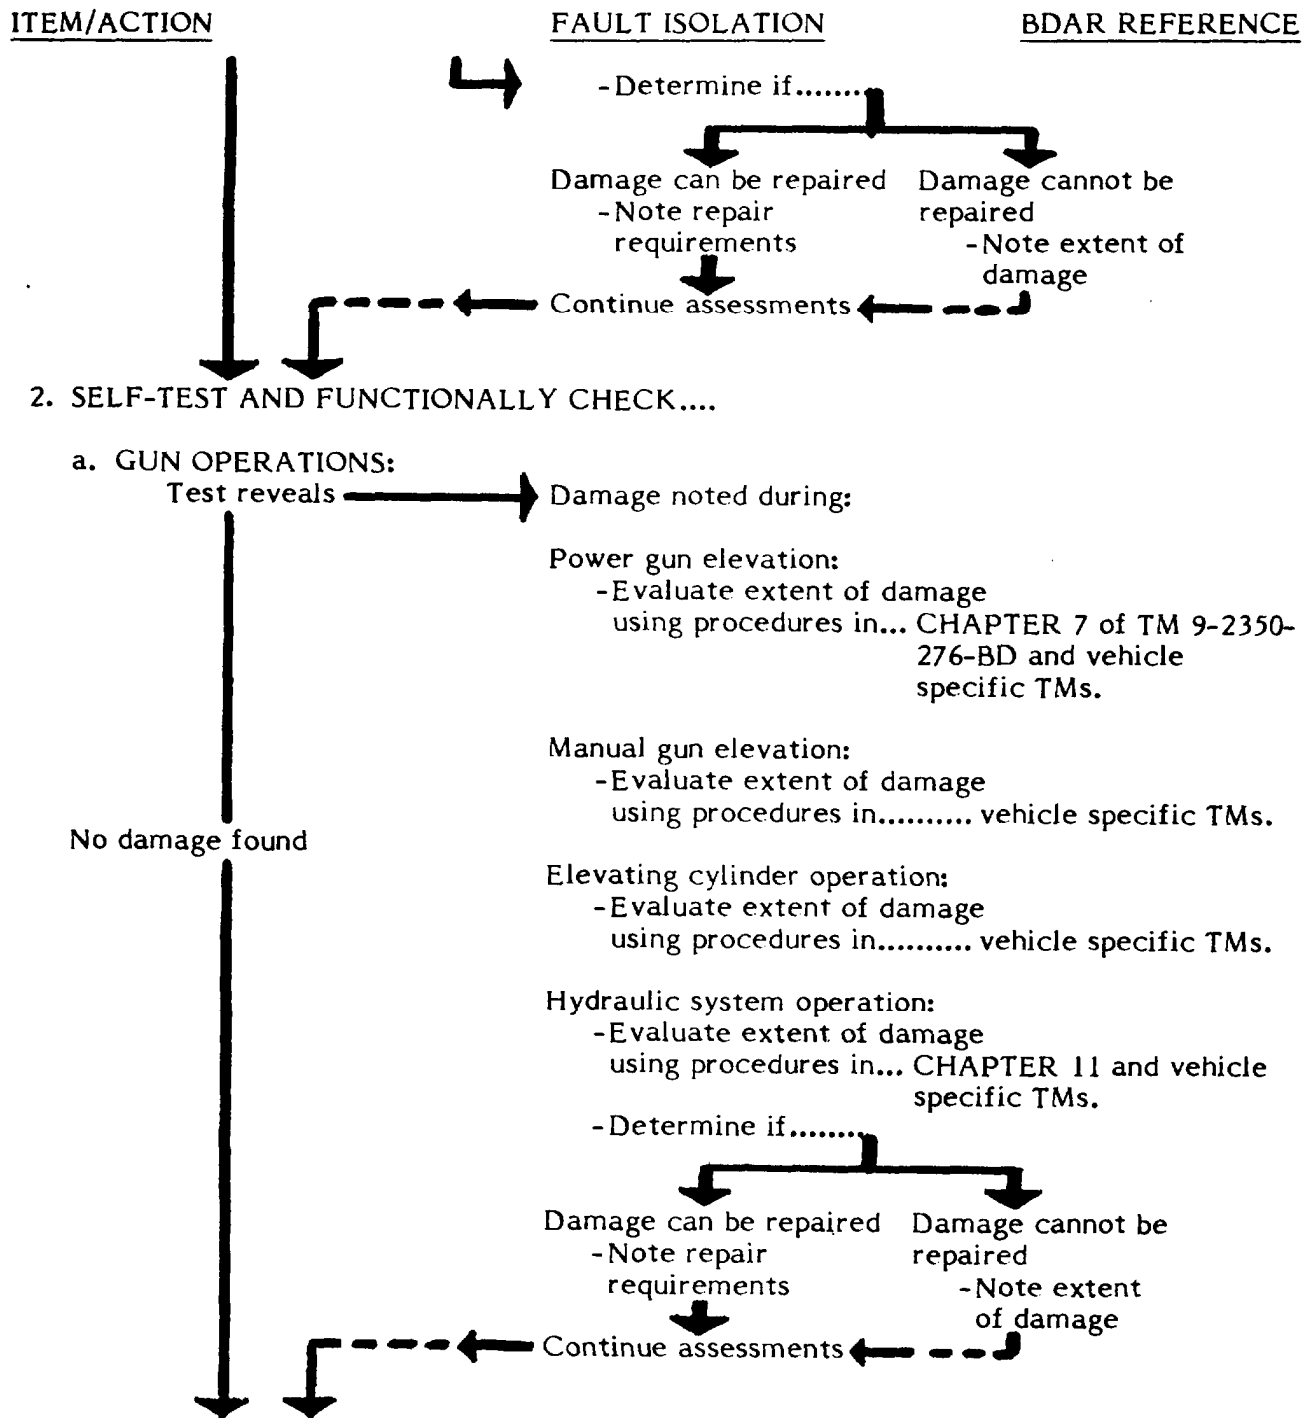 ITEM/ACTION FAULT ISOLATION BDAR REFERENCE
-Determine if........
Damage can be repaired Damage cannot be
-Note repair repaired
requirements -Note extent of
damage
Continue assessments
2. SELF-TEST AND FUNCTIONALLY CHECK....
a. GUN OPERATIONS:
Test reveals Damage noted during:
Power gun elevation:
-Evaluate extent of damage
using procedures in... CHAPTER 7 of TM 9-2350-
276-BD and vehicle
specific TMs.
Manual gun elevation:
-Evaluate extent of damage
using procedures in.......... vehicle specific TMs.
No damage found
Elevating cylinder operation:
-Evaluate extent of damage
using procedures in.......... vehicle specific TMs.
Hydraulic system operation:
-Evaluate extent of damage
using procedures in... CHAPTER 11 and vehicle
specific TMs.
-Determine if........
Damage can be repaired Damage cannot be
-Note repair repaired
requirements -Note extent
of damage
Continue assessments